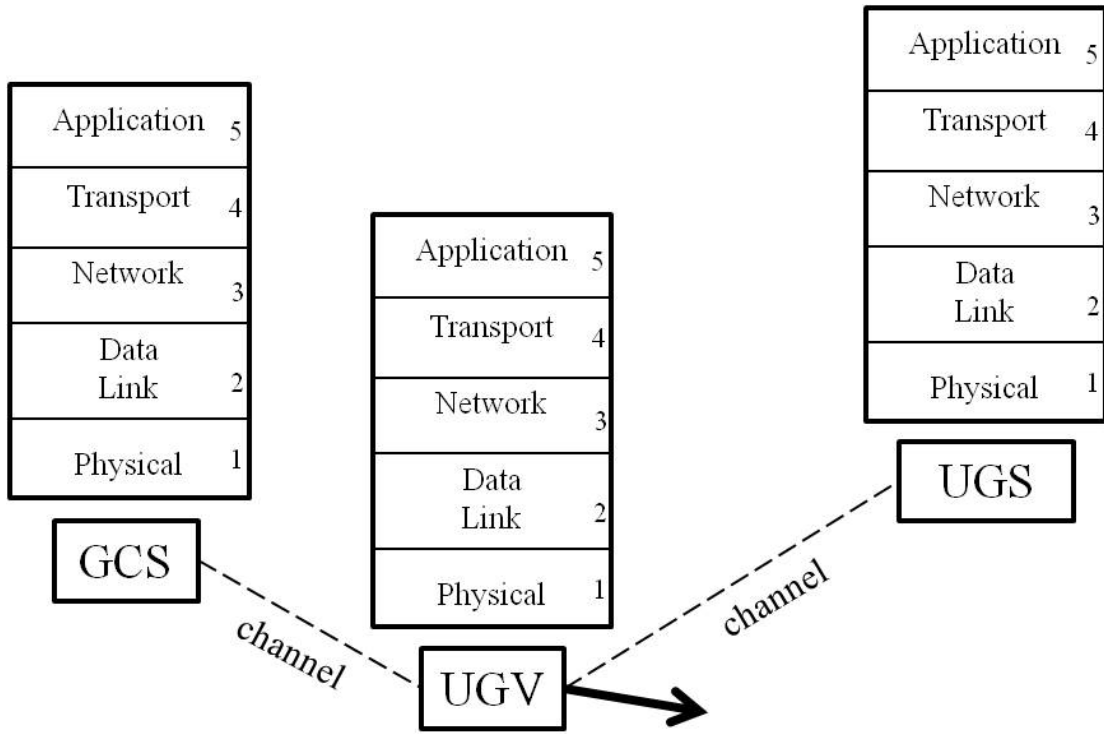 Application 5
Transport 4
Network 3
Data
Link 2
Physical 1
GCS
channel
Application 5
Transport 4
Network 3
Data
Link 2
Physical 1
UGV
channel
Application 5
Transport 4
Network 3
Data
Link 2
Physical 1
UGS